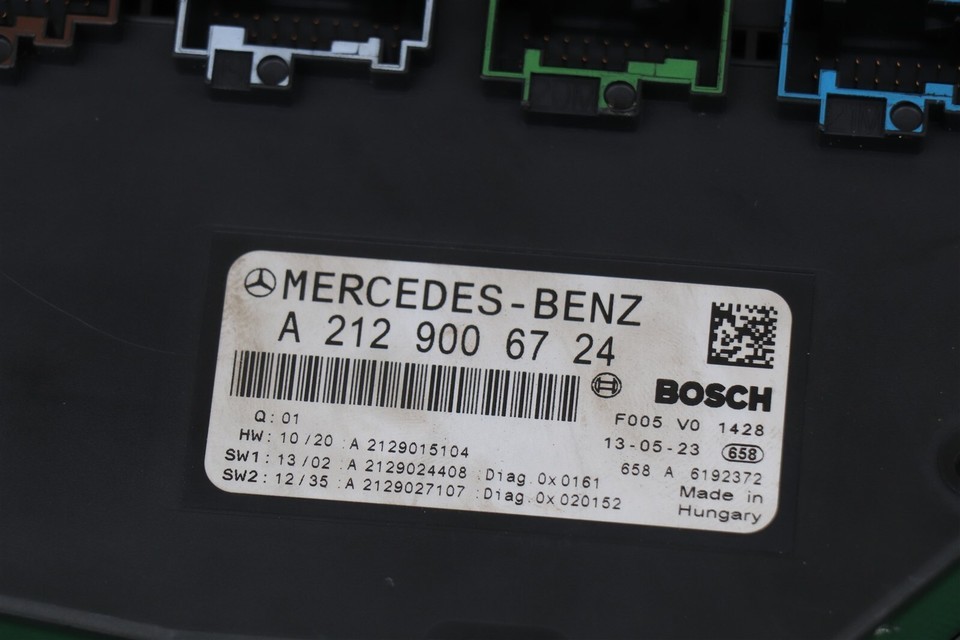 MERCEDES-BENZ
A 212 900 67 24
BOSCH
F005 V0 1428
Q: 01
13-05-23 658
HW: 10/20 :A 2129015104
658 A 6192372
SW1: 13/02 :A 2129024408 :Diag.0x0161
Made in
SW2: 12/35 :A 2129027107 :Diag.0x020152
Hungary